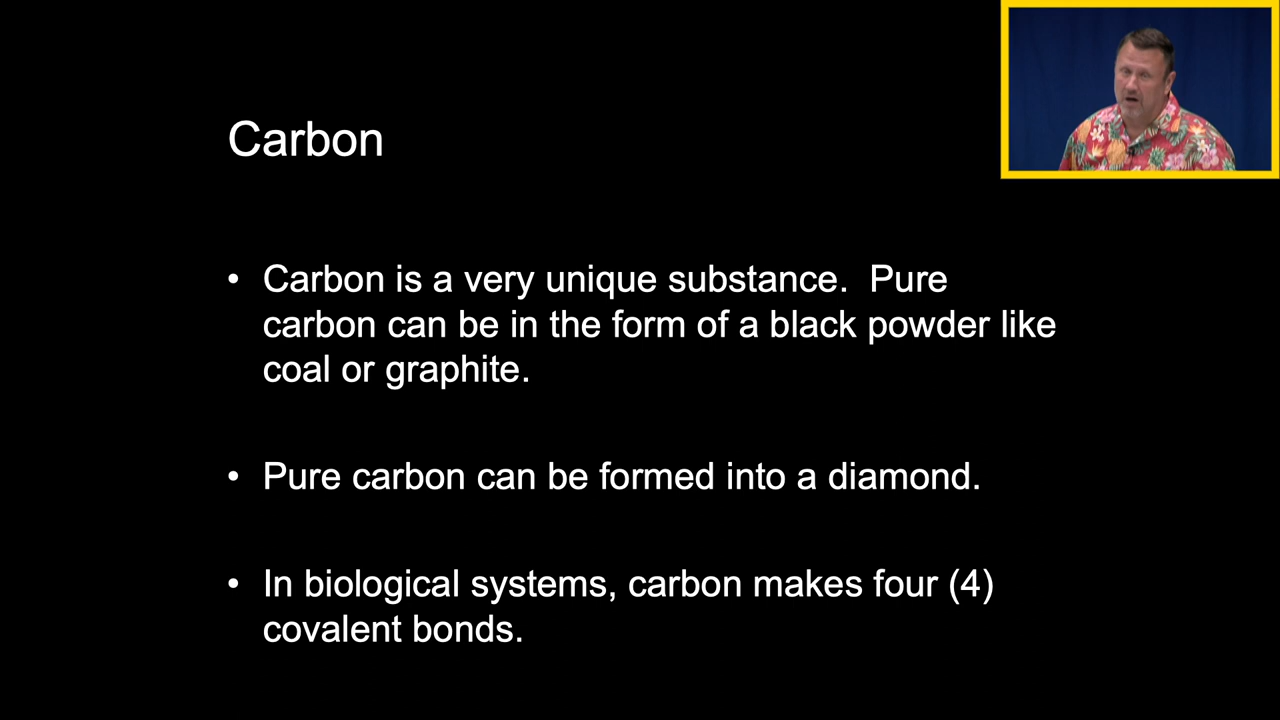 Carbon
• Carbon is a very unique substance.  Pure
carbon can be in the form of a black powder like
coal or graphite.
• Pure carbon can be formed into a diamond.
• In biological systems, carbon makes four (4)
covalent bonds.